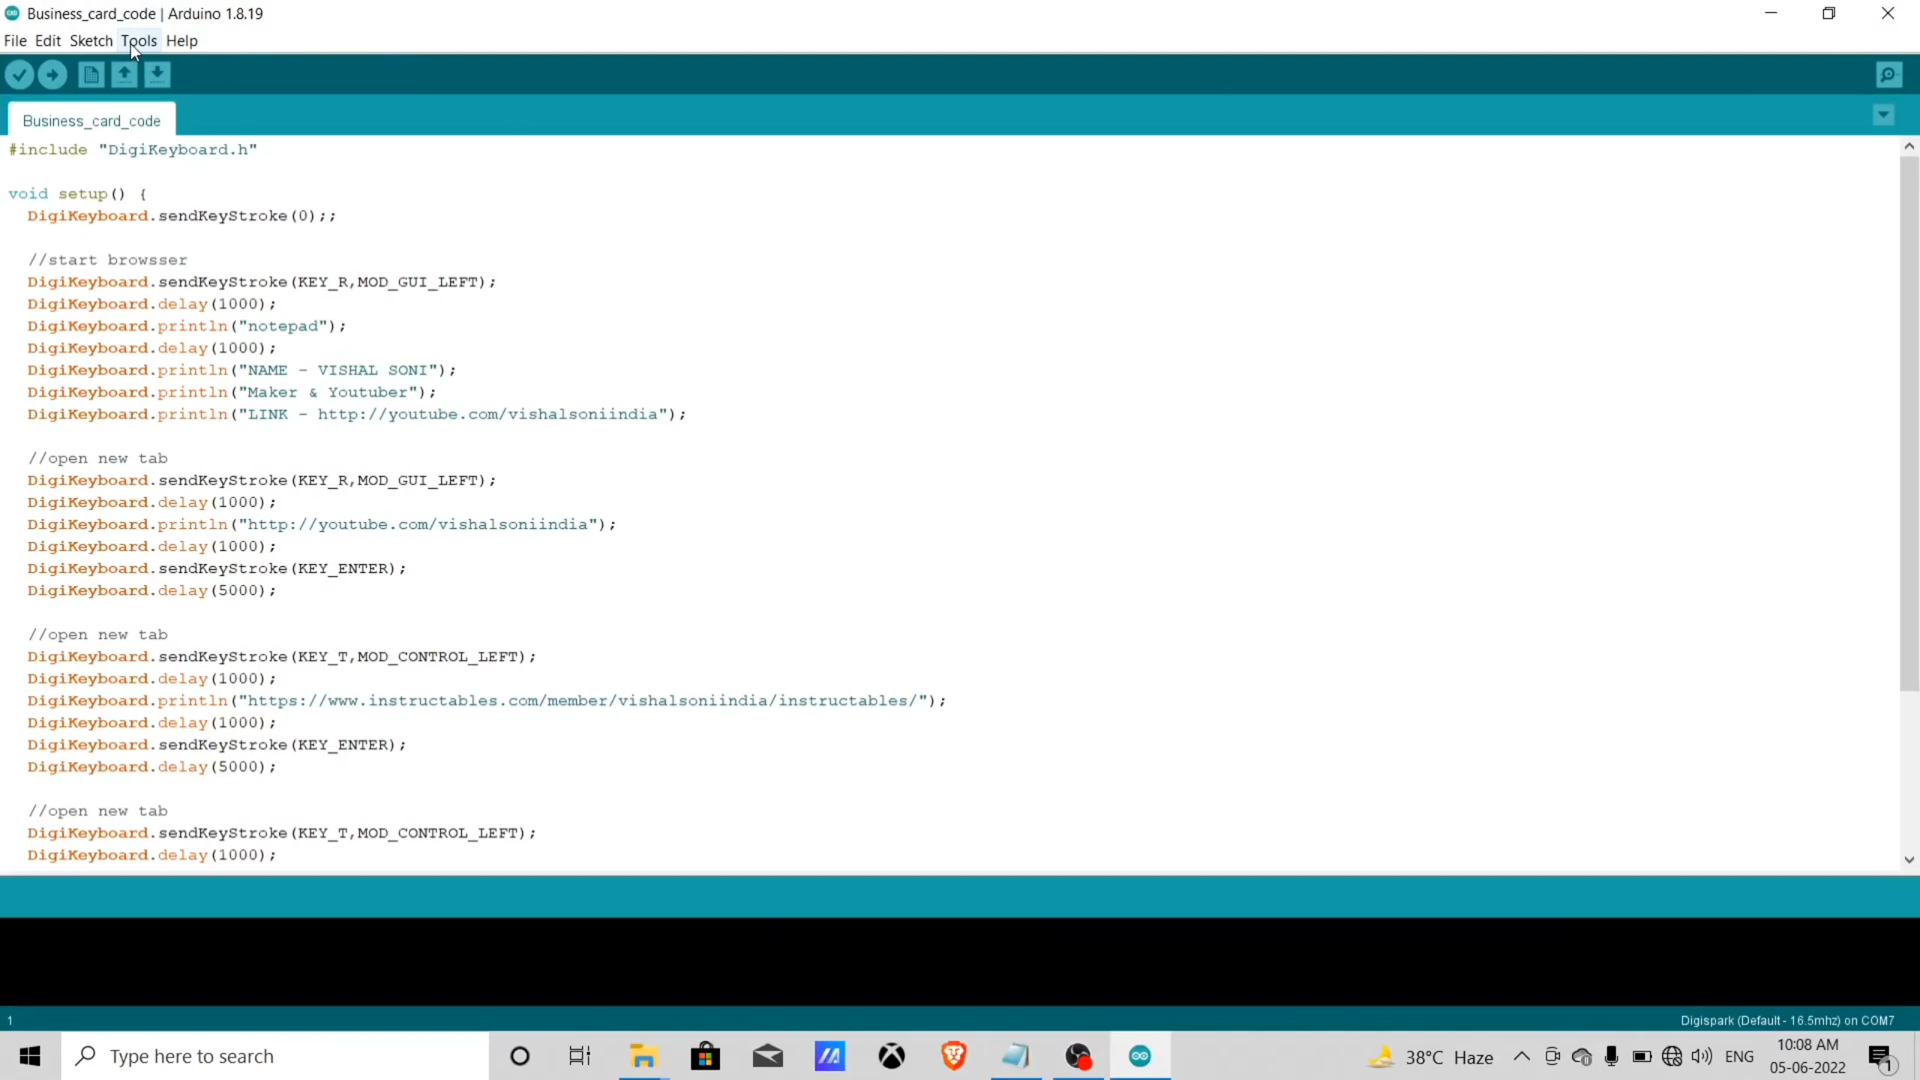 Business_card_code | Arduino 1.8.19
File Edit Sketch Tools Help
Business_card_code
#include "DigiKeyboard.h"
void setup() {
DigiKeyboard.sendKeyStroke(0);;
//start browsser
DigiKeyboard.sendKeyStroke(KEY_R,MOD_GUI_LEFT);
DigiKeyboard.delay(1000);
DigiKeyboard.println("notepad");
DigiKeyboard.delay(1000);
DigiKeyboard.println("NAME - VISHAL SONI");
DigiKeyboard.println("Maker & Youtuber");
DigiKeyboard.println("LINK - http://youtube.com/vishalsoniindia");
//open new tab
DigiKeyboard.sendKeyStroke(KEY_R,MOD_GUI_LEFT);
DigiKeyboard.delay(1000);
DigiKeyboard.println("http://youtube.com/vishalsoniindia");
DigiKeyboard.delay(1000);
DigiKeyboard.sendKeyStroke(KEY_ENTER);
DigiKeyboard.delay(5000);
//open new tab
DigiKeyboard.sendKeyStroke(KEY_T,MOD_CONTROL_LEFT);
DigiKeyboard.delay(1000);
DigiKeyboard.println("https://www.instructables.com/member/vishalsoniindia/instructables/");
DigiKeyboard.delay(1000);
DigiKeyboard.sendKeyStroke(KEY_ENTER);
DigiKeyboard.delay(5000);
//open new tab
DigiKeyboard.sendKeyStroke(KEY_T,MOD_CONTROL_LEFT);
DigiKeyboard.delay(1000);
1
Digispark (Default - 16.5mhz) on COM7
Type here to search
38°C Haze
ENG
10:08 AM
05-06-2022
1